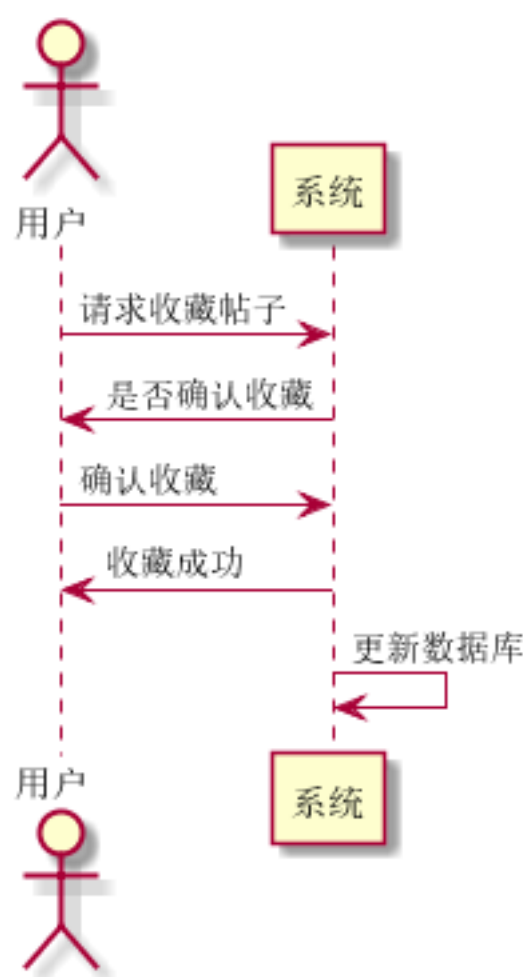 用户
系统
请求收藏帖子
是否确认收藏
确认收藏
收藏成功
更新数据库
用户
系统